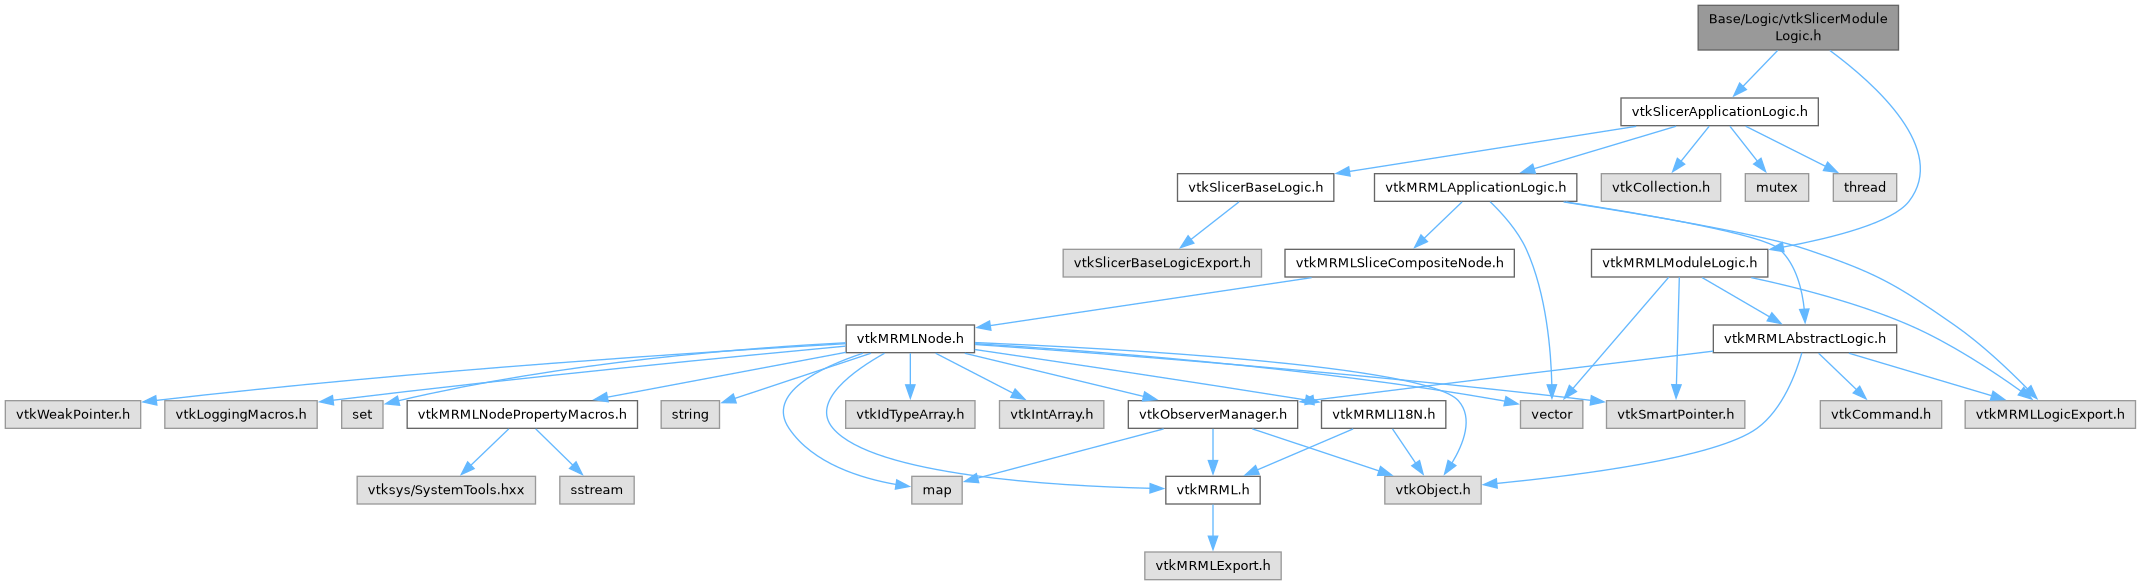 Base/Logic/vtkSlicerModule
Logic.h
vtkSlicerApplicationLogic.h
vtkSlicerBaseLogic.h
vtkMRMLApplicationLogic.h
vtkCollection.h
mutex
thread
vtkSlicerBaseLogicExport.h
vtkMRMLSliceCompositeNode.h
vtkMRMLModuleLogic.h
vtkMRMLNode.h
vtkMRMLAbstractLogic.h
vtkWeakPointer.h
vtkLoggingMacros.h
set
vtkMRMLNodePropertyMacros.h
string
vtkIdTypeArray.h
vtkIntArray.h
vtkObserverManager.h
vtkMRMLI18N.h
vector
vtkSmartPointer.h
vtkCommand.h
vtkMRMLLogicExport.h
vtksys/SystemTools.hxx
sstream
map
vtkMRML.h
vtkObject.h
vtkMRMLExport.h